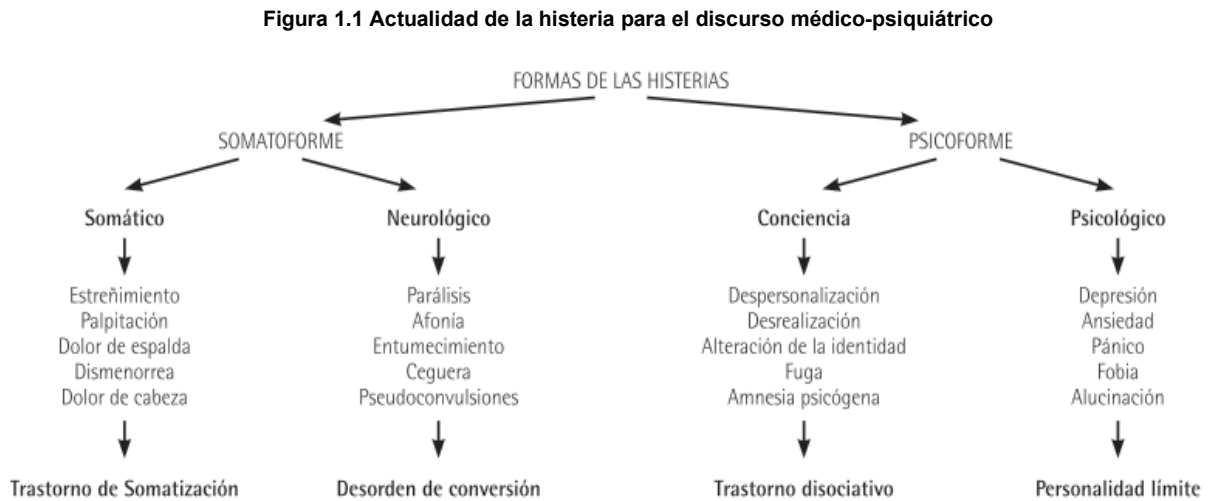 Figura 1.1 Actualidad de la histeria para el discurso médico-psiquiátrico
FORMAS DE LAS HISTERIAS
SOMATOFORME
PSICOFORME
Somático
Neurológico
Conciencia
Psicológico
Estreñimiento
Palpitación
Dolor de espalda
Dismenorrea
Dolor de cabeza
Parálisis
Afonía
Entumecimiento
Ceguera
Pseudoconvulsiones
Despersonalización
Desrealización
Alteración de la identidad
Fuga
Amnesia psicógena
Depresión
Ansiedad
Pánico
Fobia
Alucinación
Trastorno de Somatización
Desorden de conversión
Trastorno disociativo
Personalidad límite